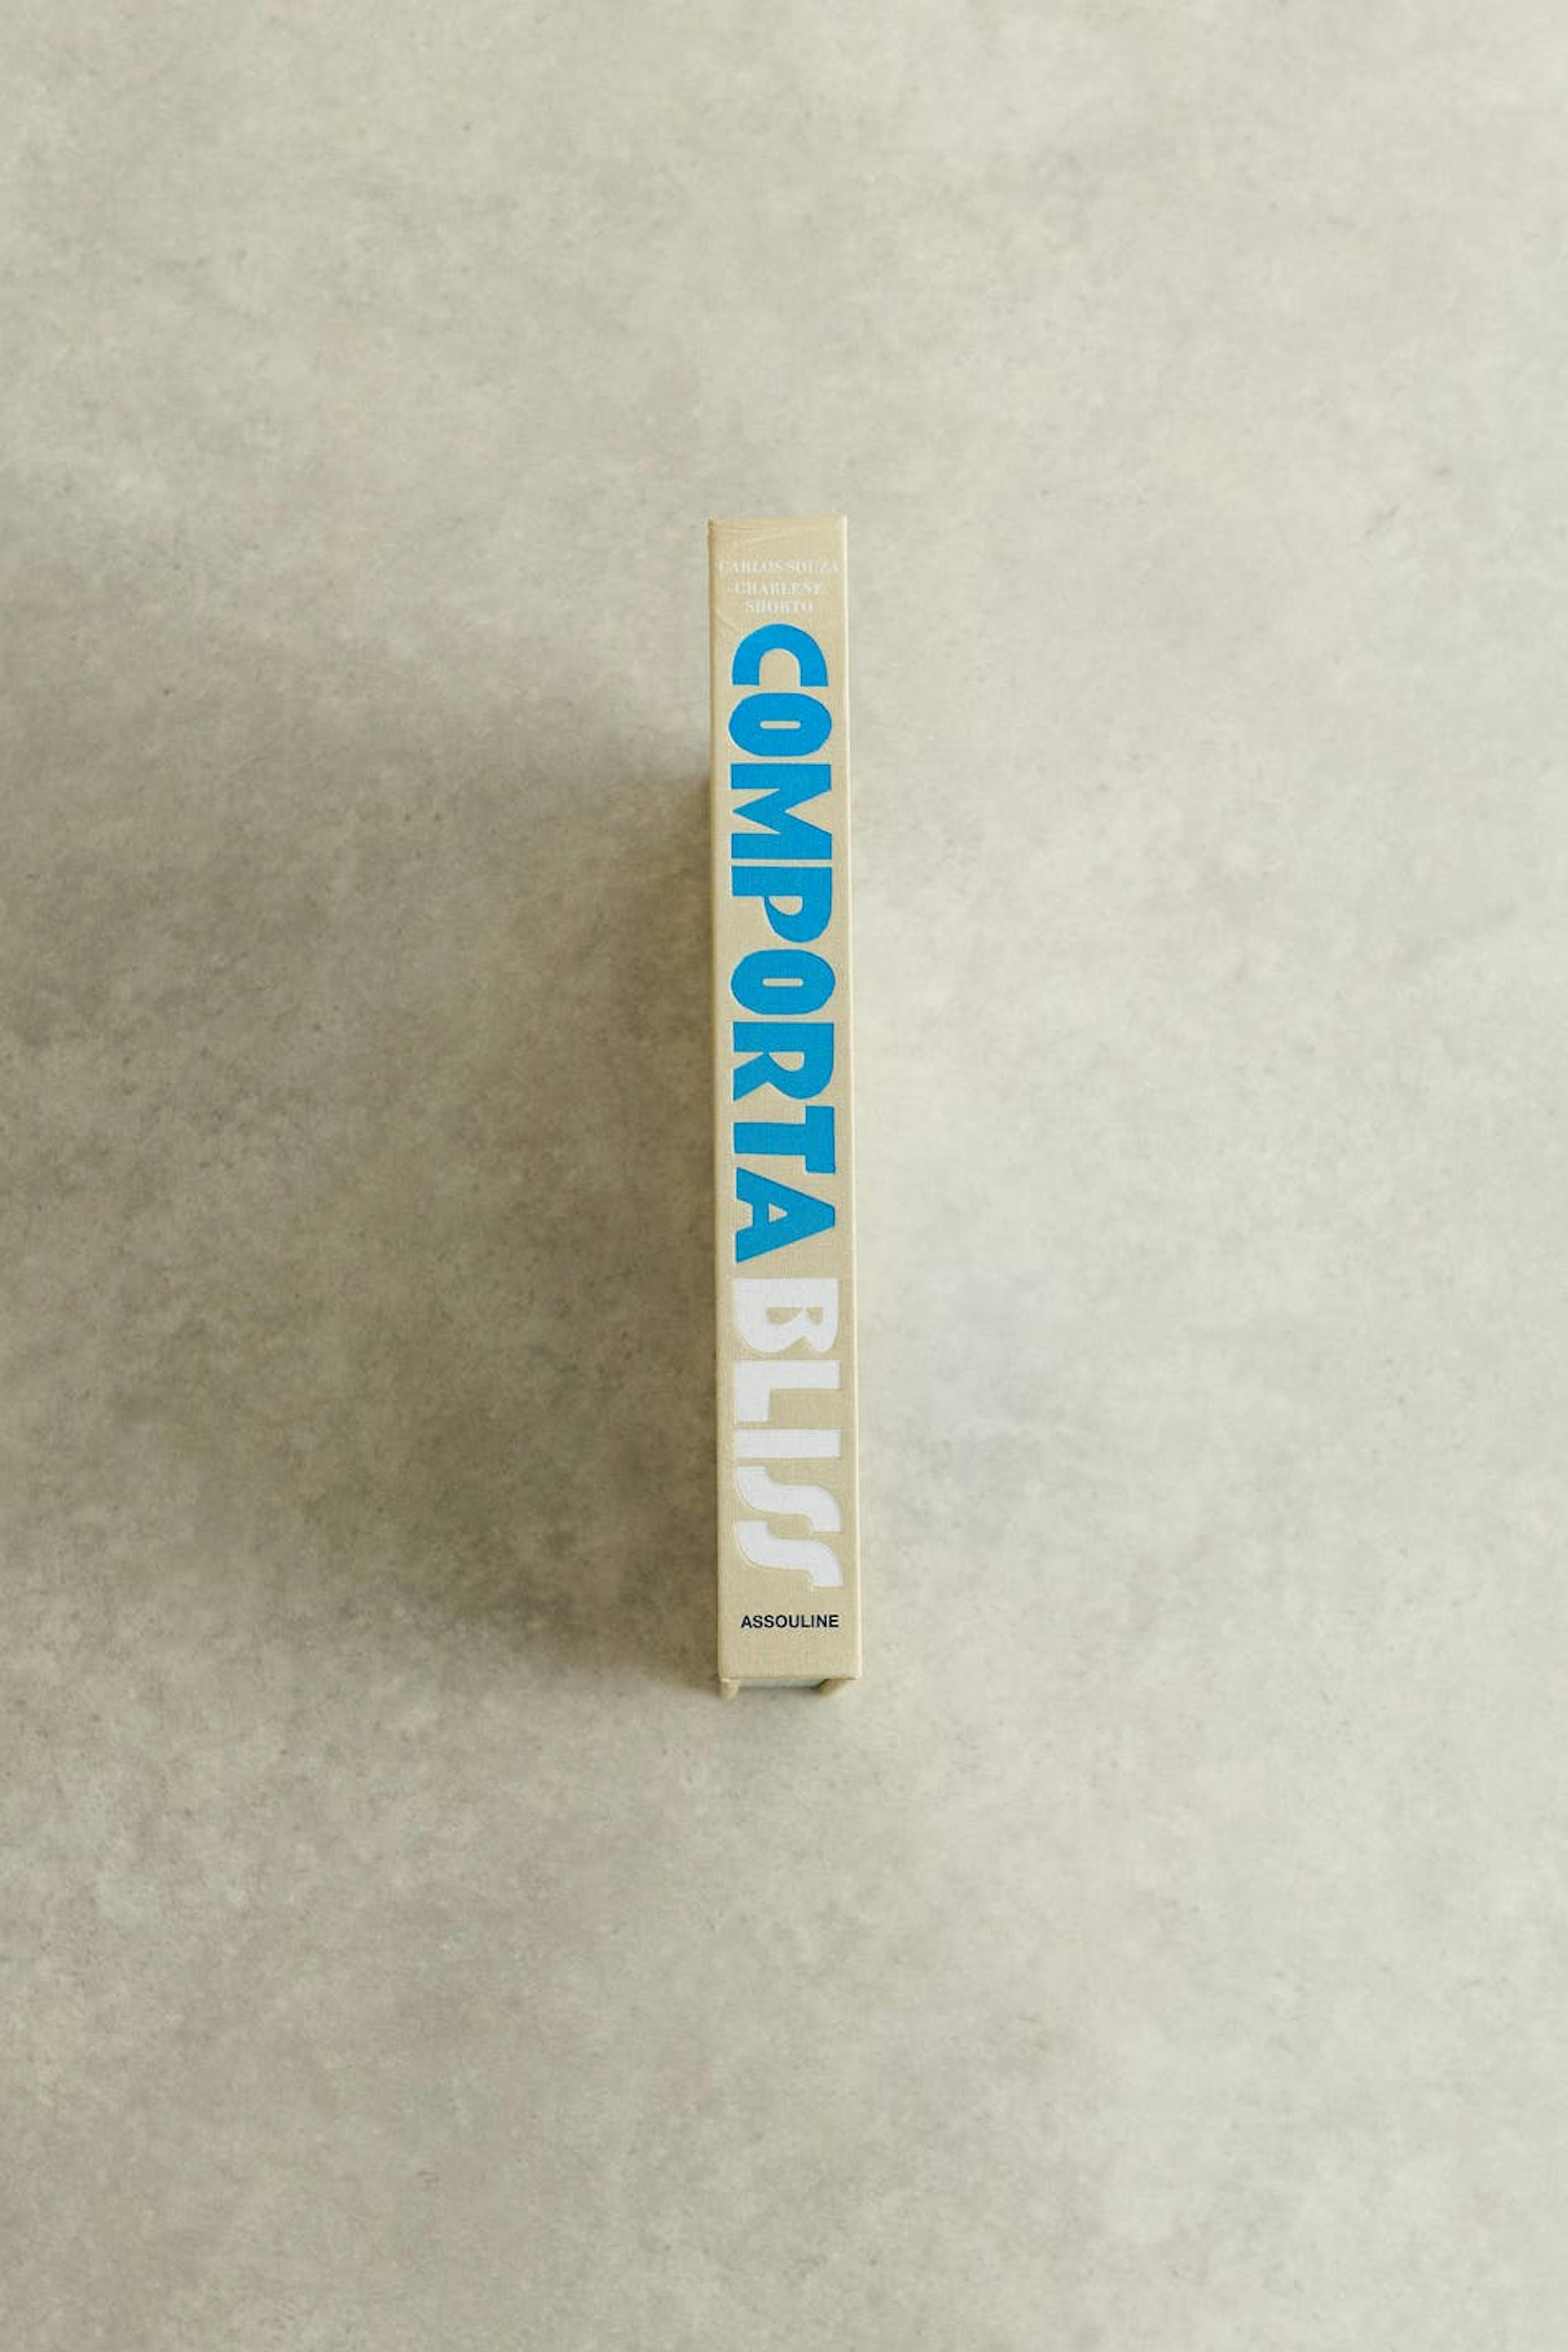 CARLOS SOUZA
CHARLENE
SHORTO
COMPORTA BLISS
ASSOULINE